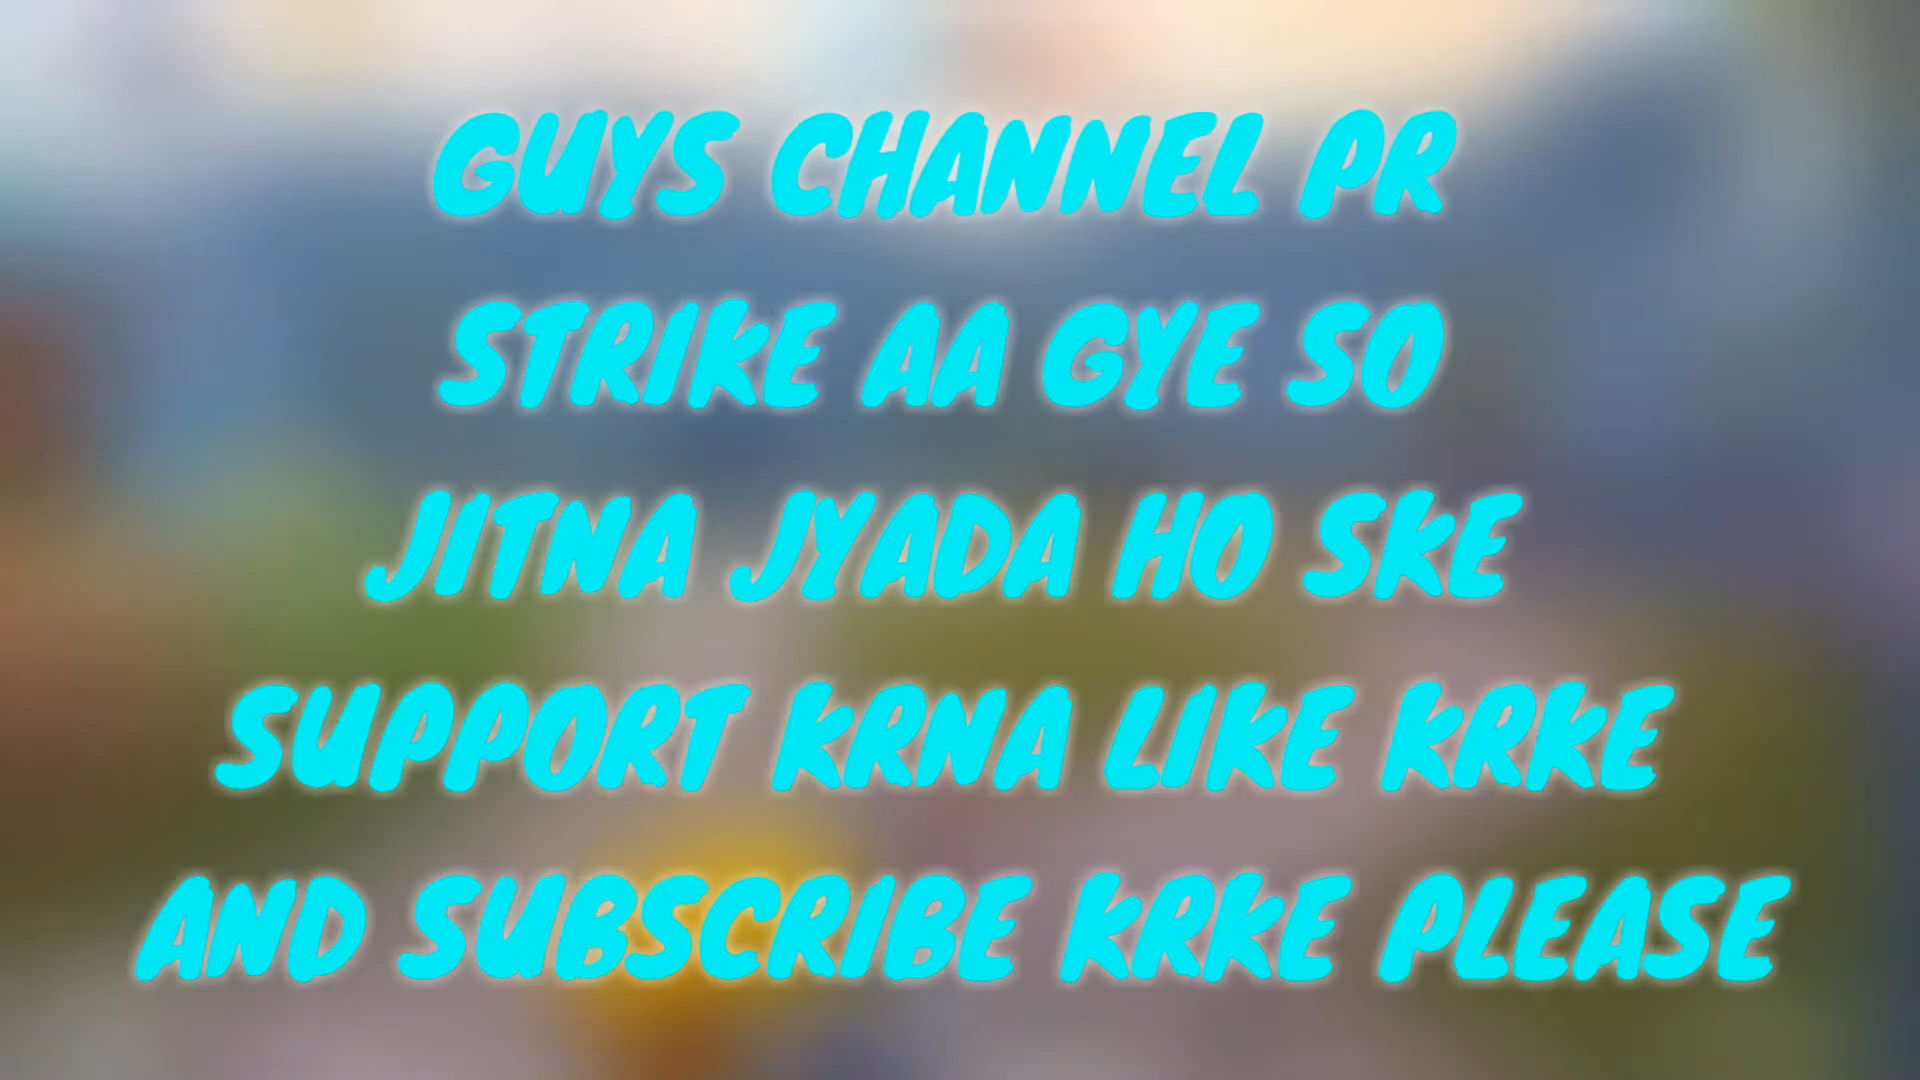 GUYS CHANNEL PR
STRIKE AA GYE SO
JITNA JYADA HO SKE
SUPPORT KRNA LIKE KRKE
AND SUBSCRIBE KRKE PLEASE